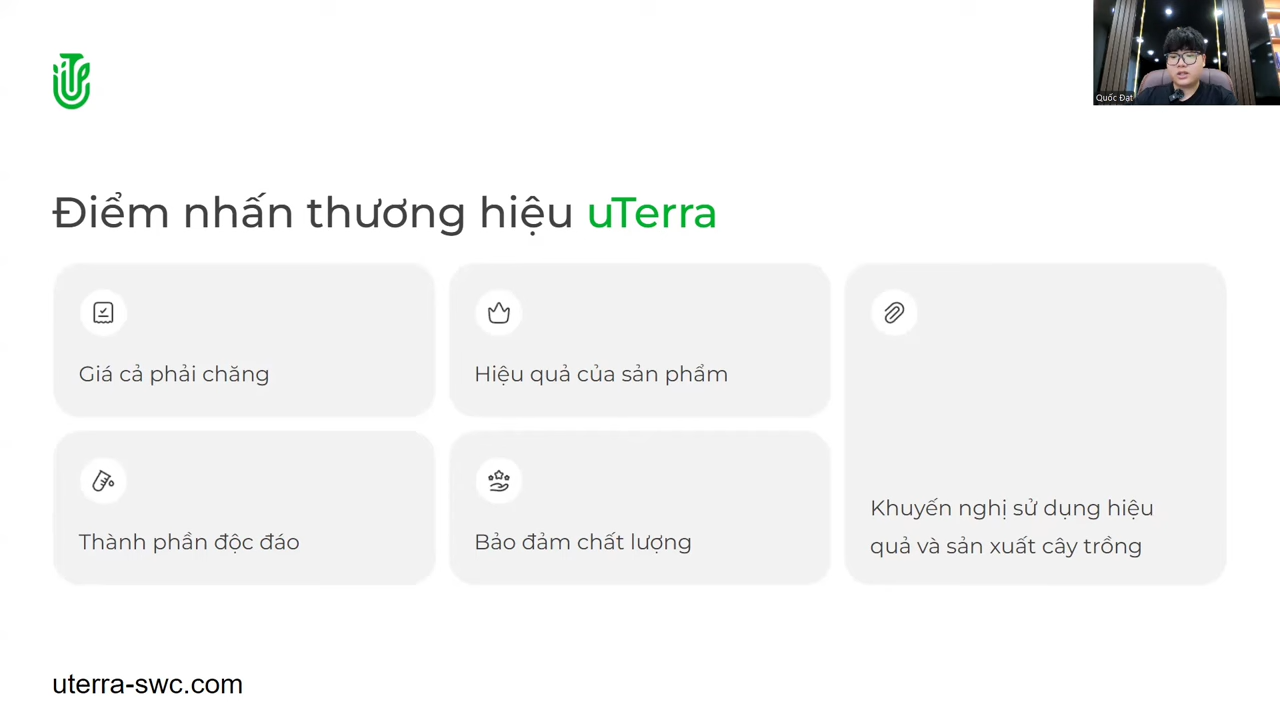 Quốc Đạt
Điểm nhấn thương hiệu uTerra
Giá cả phải chăng
Hiệu quả của sản phẩm
Thành phần độc đáo
Bảo đảm chất lượng
Khuyến nghị sử dụng hiệu
quả và sản xuất cây trồng
uterra-swc.com